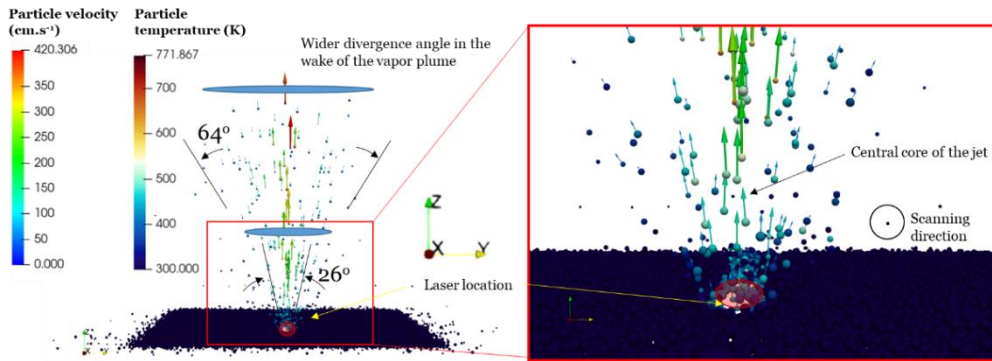 Particle velocity
(cm.s⁻¹)
420.306
350
300
250
200
150
100
50
0.000
Particle
temperature (K)
771.867
700
600
500
400
300.000
Wider divergence angle in the
wake of the vapor plume
64º
26º
Z
X
Y
Laser location
Central core of the jet
Scanning
direction